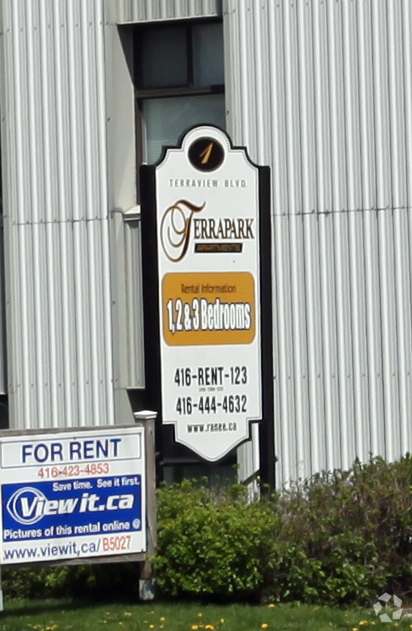 1
TERRAVIEW BLVD.
TERRAPARK
APARTMENTS
Rental Information
1,2 & 3 Bedrooms
416-RENT-123
416-444-4632
www.ranee.ca
FOR RENT
416-423-4853
Save time. See it first.
Viewit.ca
Pictures of this rental online @
www.viewit,ca/B5027